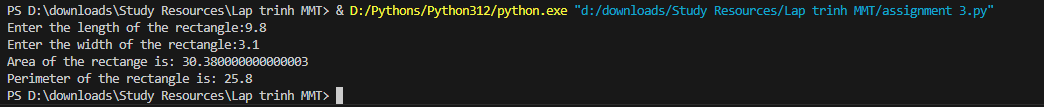 PS D:\downloads\Study Resources\Lap trinh MMT> & D:/Pythons/Python312/python.exe "d:/downloads/Study Resources/Lap trinh MMT/assignment 3.py"
Enter the length of the rectangle:9.8
Enter the width of the rectangle:3.1
Area of the rectange is: 30.380000000000003
Perimeter of the rectangle is: 25.8
PS D:\downloads\Study Resources\Lap trinh MMT>